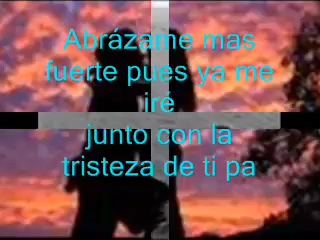 Abrázame mas
fuerte pues ya me
iré
junto con la
tristeza de ti pa